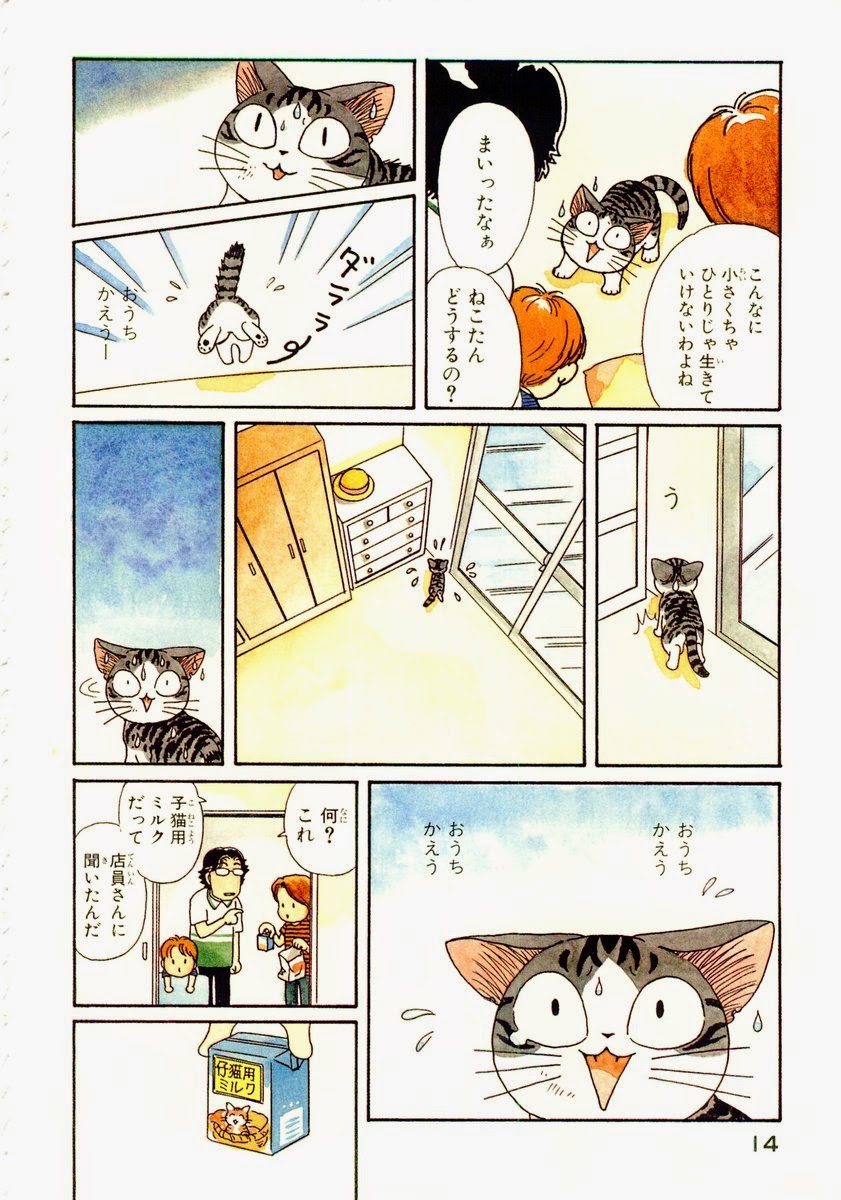 こんなに
小さくちゃ
ひとりじゃ生きて
いけないわよね
まいったなぁ
ねこたん
どうするの?
ダララ
おうち
かえうー
う
おうち
かえう
おうち
かえう
何?
これ
子猫用
ミルク
だって
店員さんに
聞いたんだ
仔猫用
ミルク
14